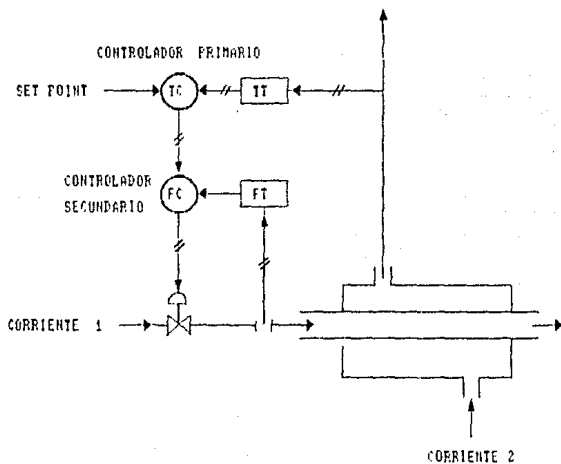 CONTROLADOR PRIMARIO
SET POINT
TC
TT
CONTROLADOR
SECUNDARIO
FC
FT
CORRIENTE 1
CORRIENTE 2